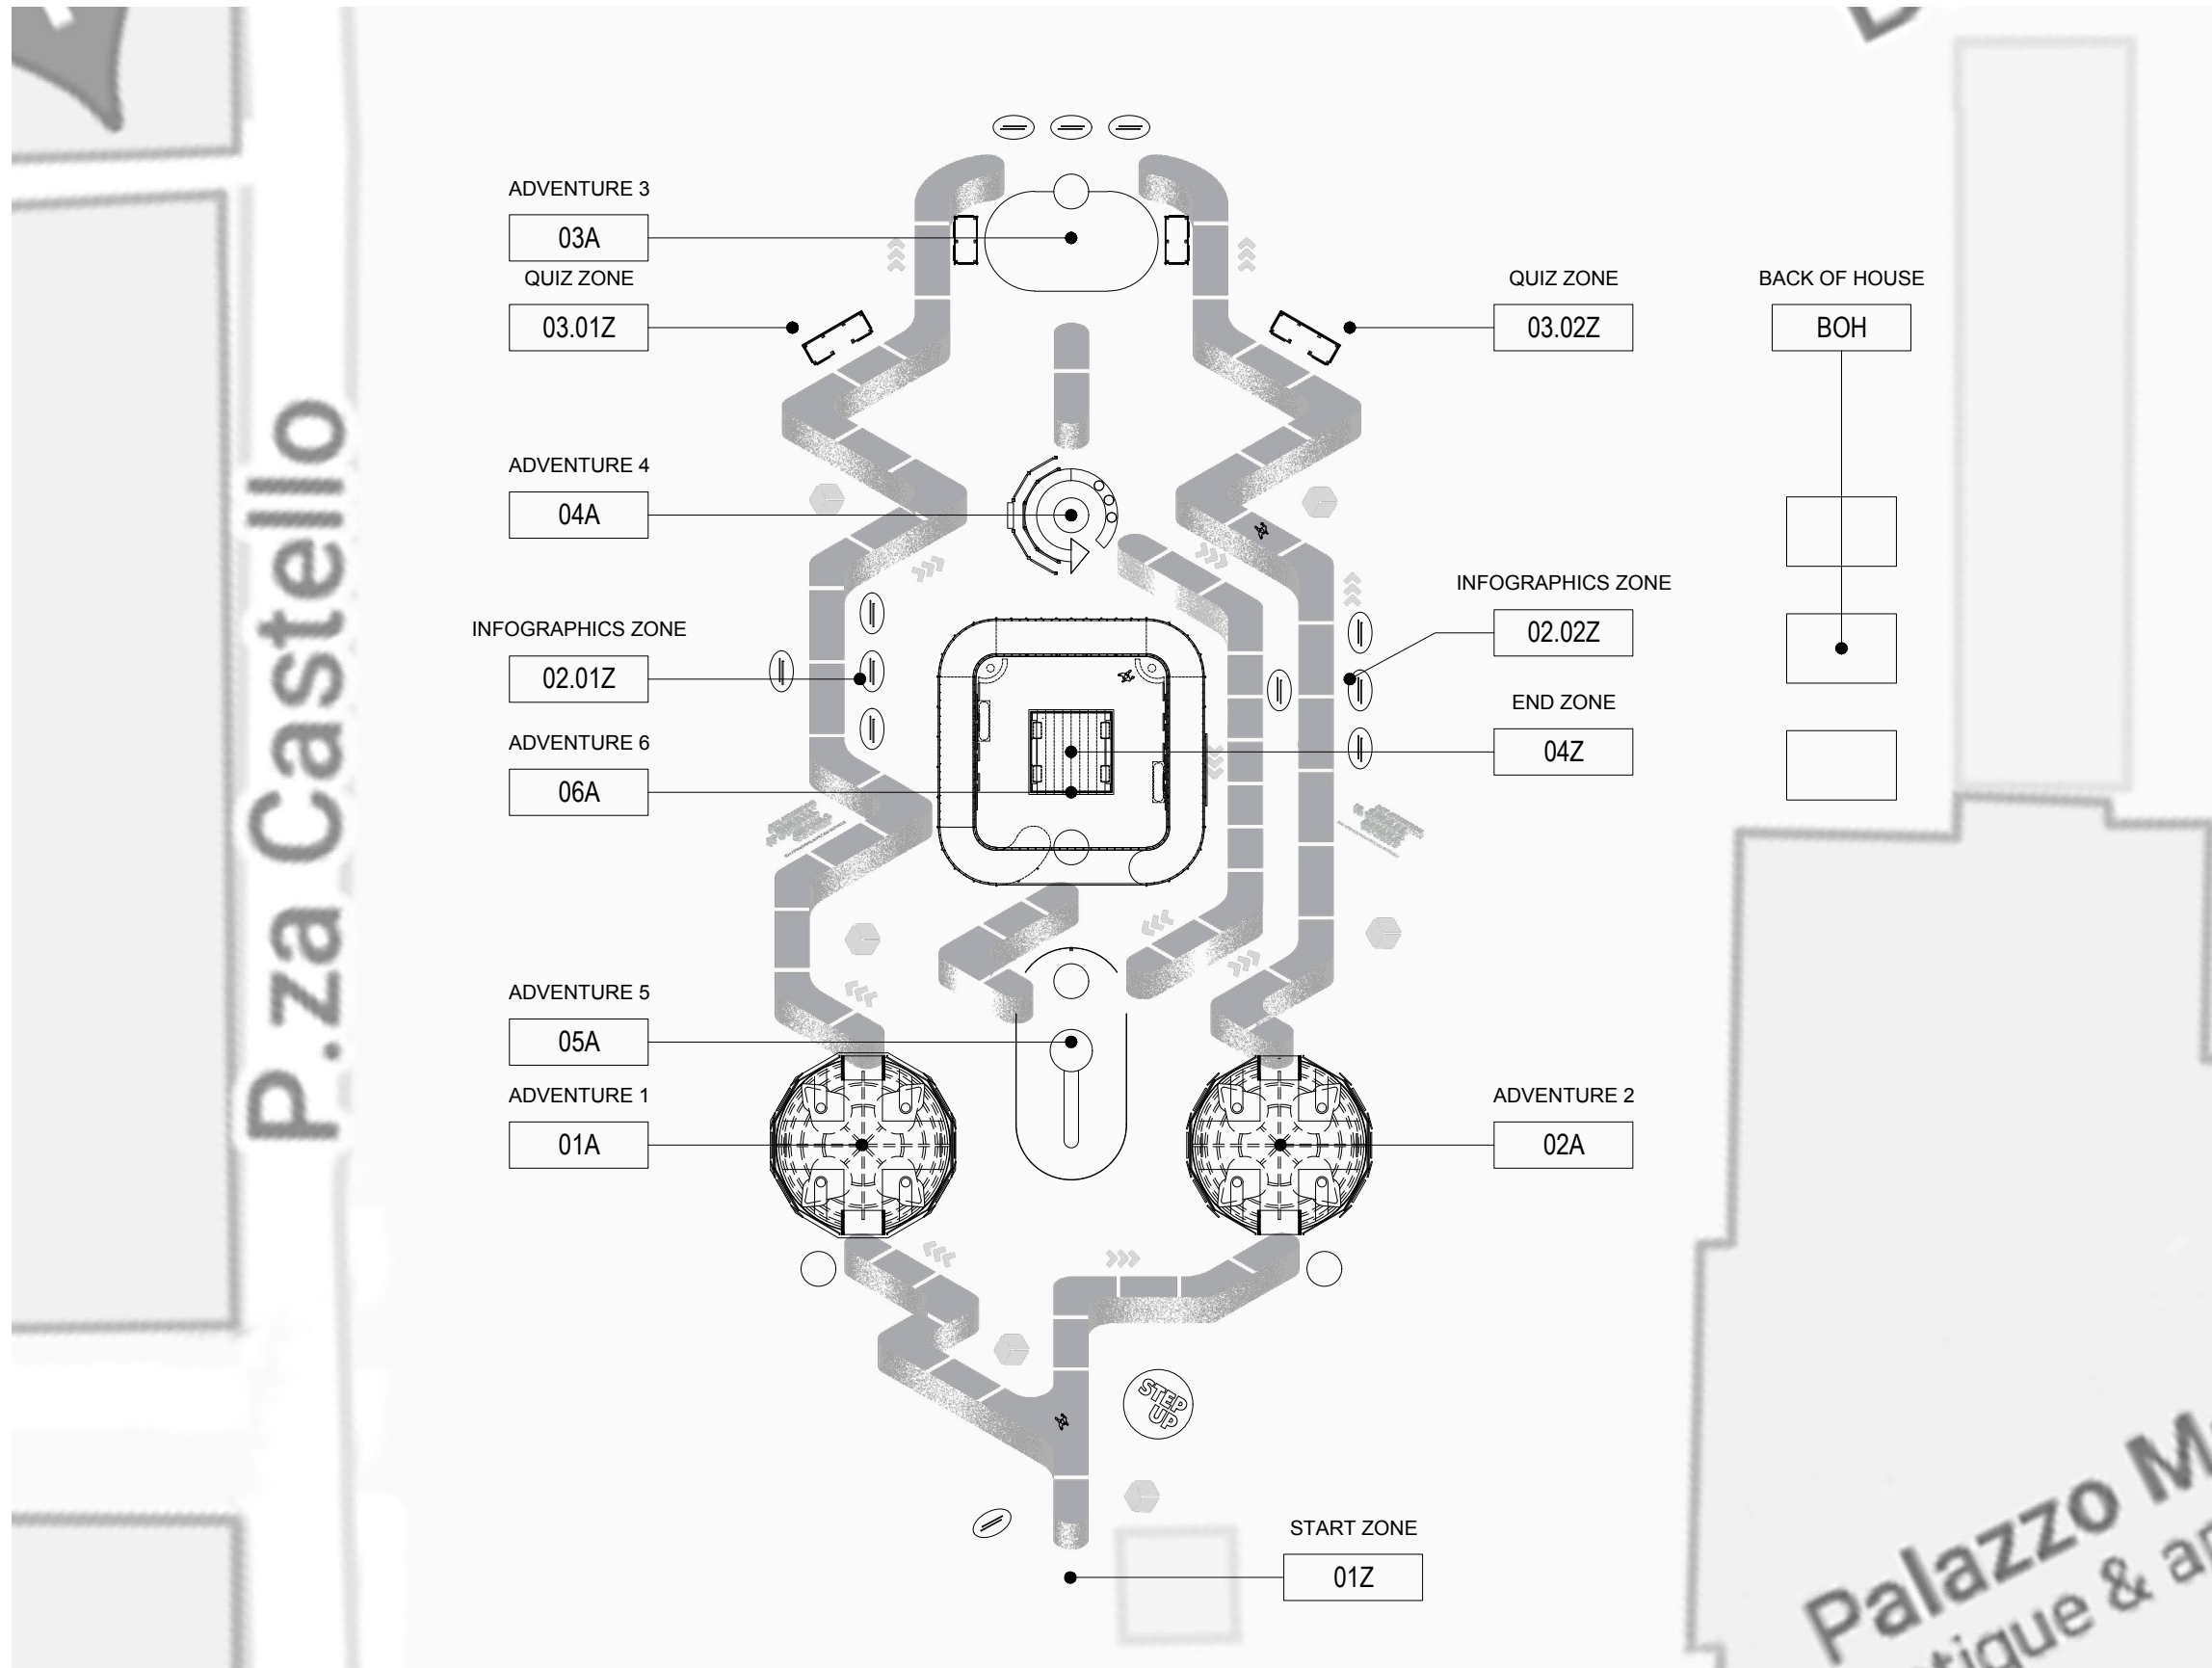 ADVENTURE 3
03A
QUIZ ZONE
03.01Z
QUIZ ZONE
03.02Z
BACK OF HOUSE
BOH
ADVENTURE 4
04A
INFOGRAPHICS ZONE
02.02Z
INFOGRAPHICS ZONE
02.01Z
END ZONE
04Z
ADVENTURE 6
06A
P.za Castello
ADVENTURE 5
05A
ADVENTURE 1
01A
ADVENTURE 2
02A
STEP
UP
START ZONE
01Z
Palazzo
&